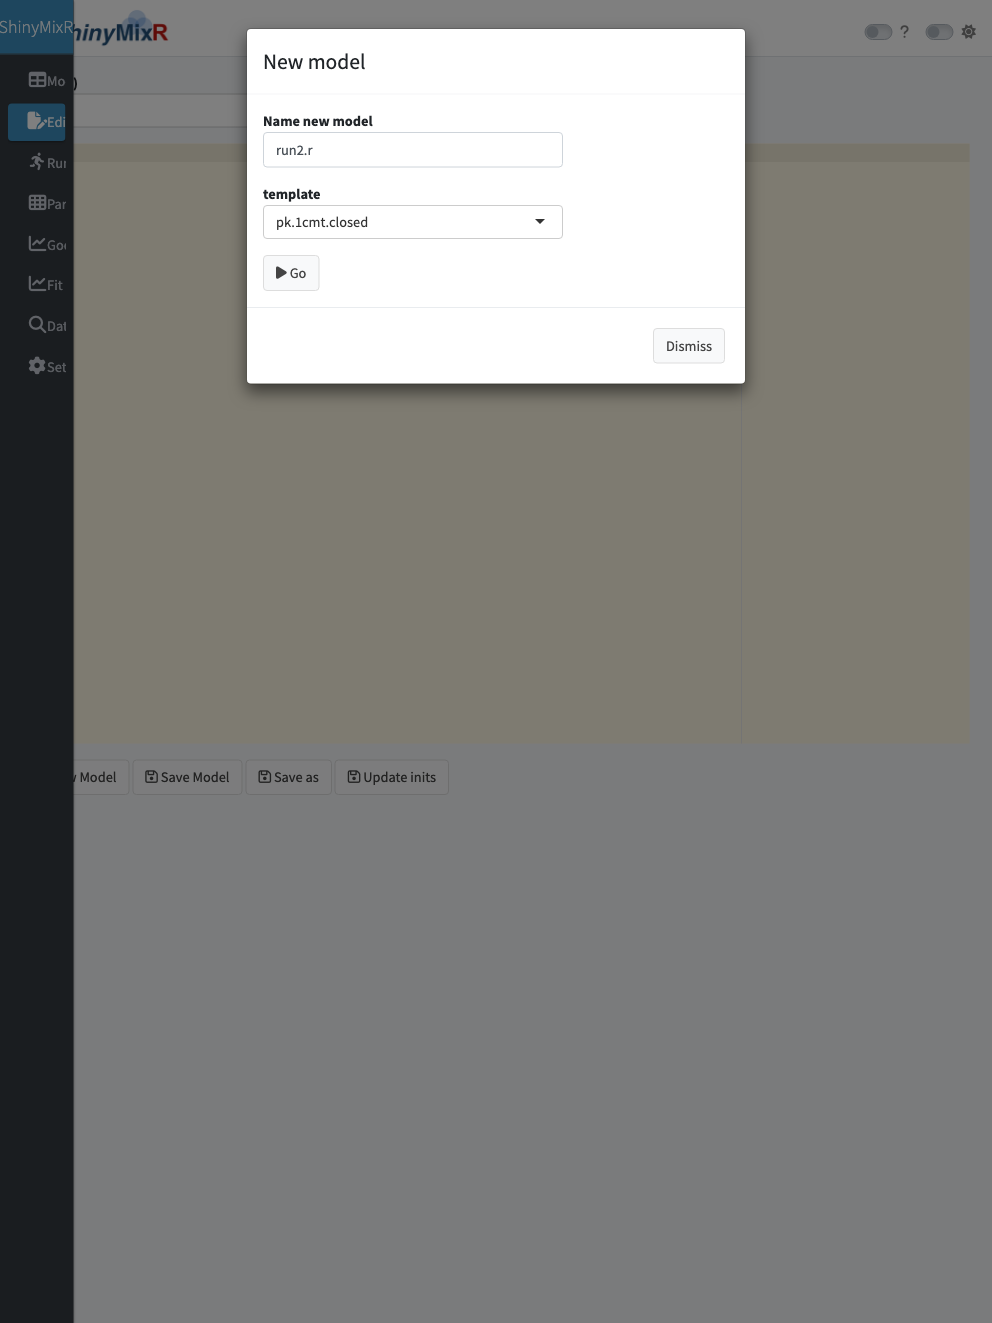 ShinyMixR
hinyMixR
?
New model
Name new model
run2.r
template
pk.1cmt.closed
Go
Dismiss
Mo
Edi
Run
Par
Goo
Fit
Dat
Set
)
Model
Save Model
Save as
Update inits